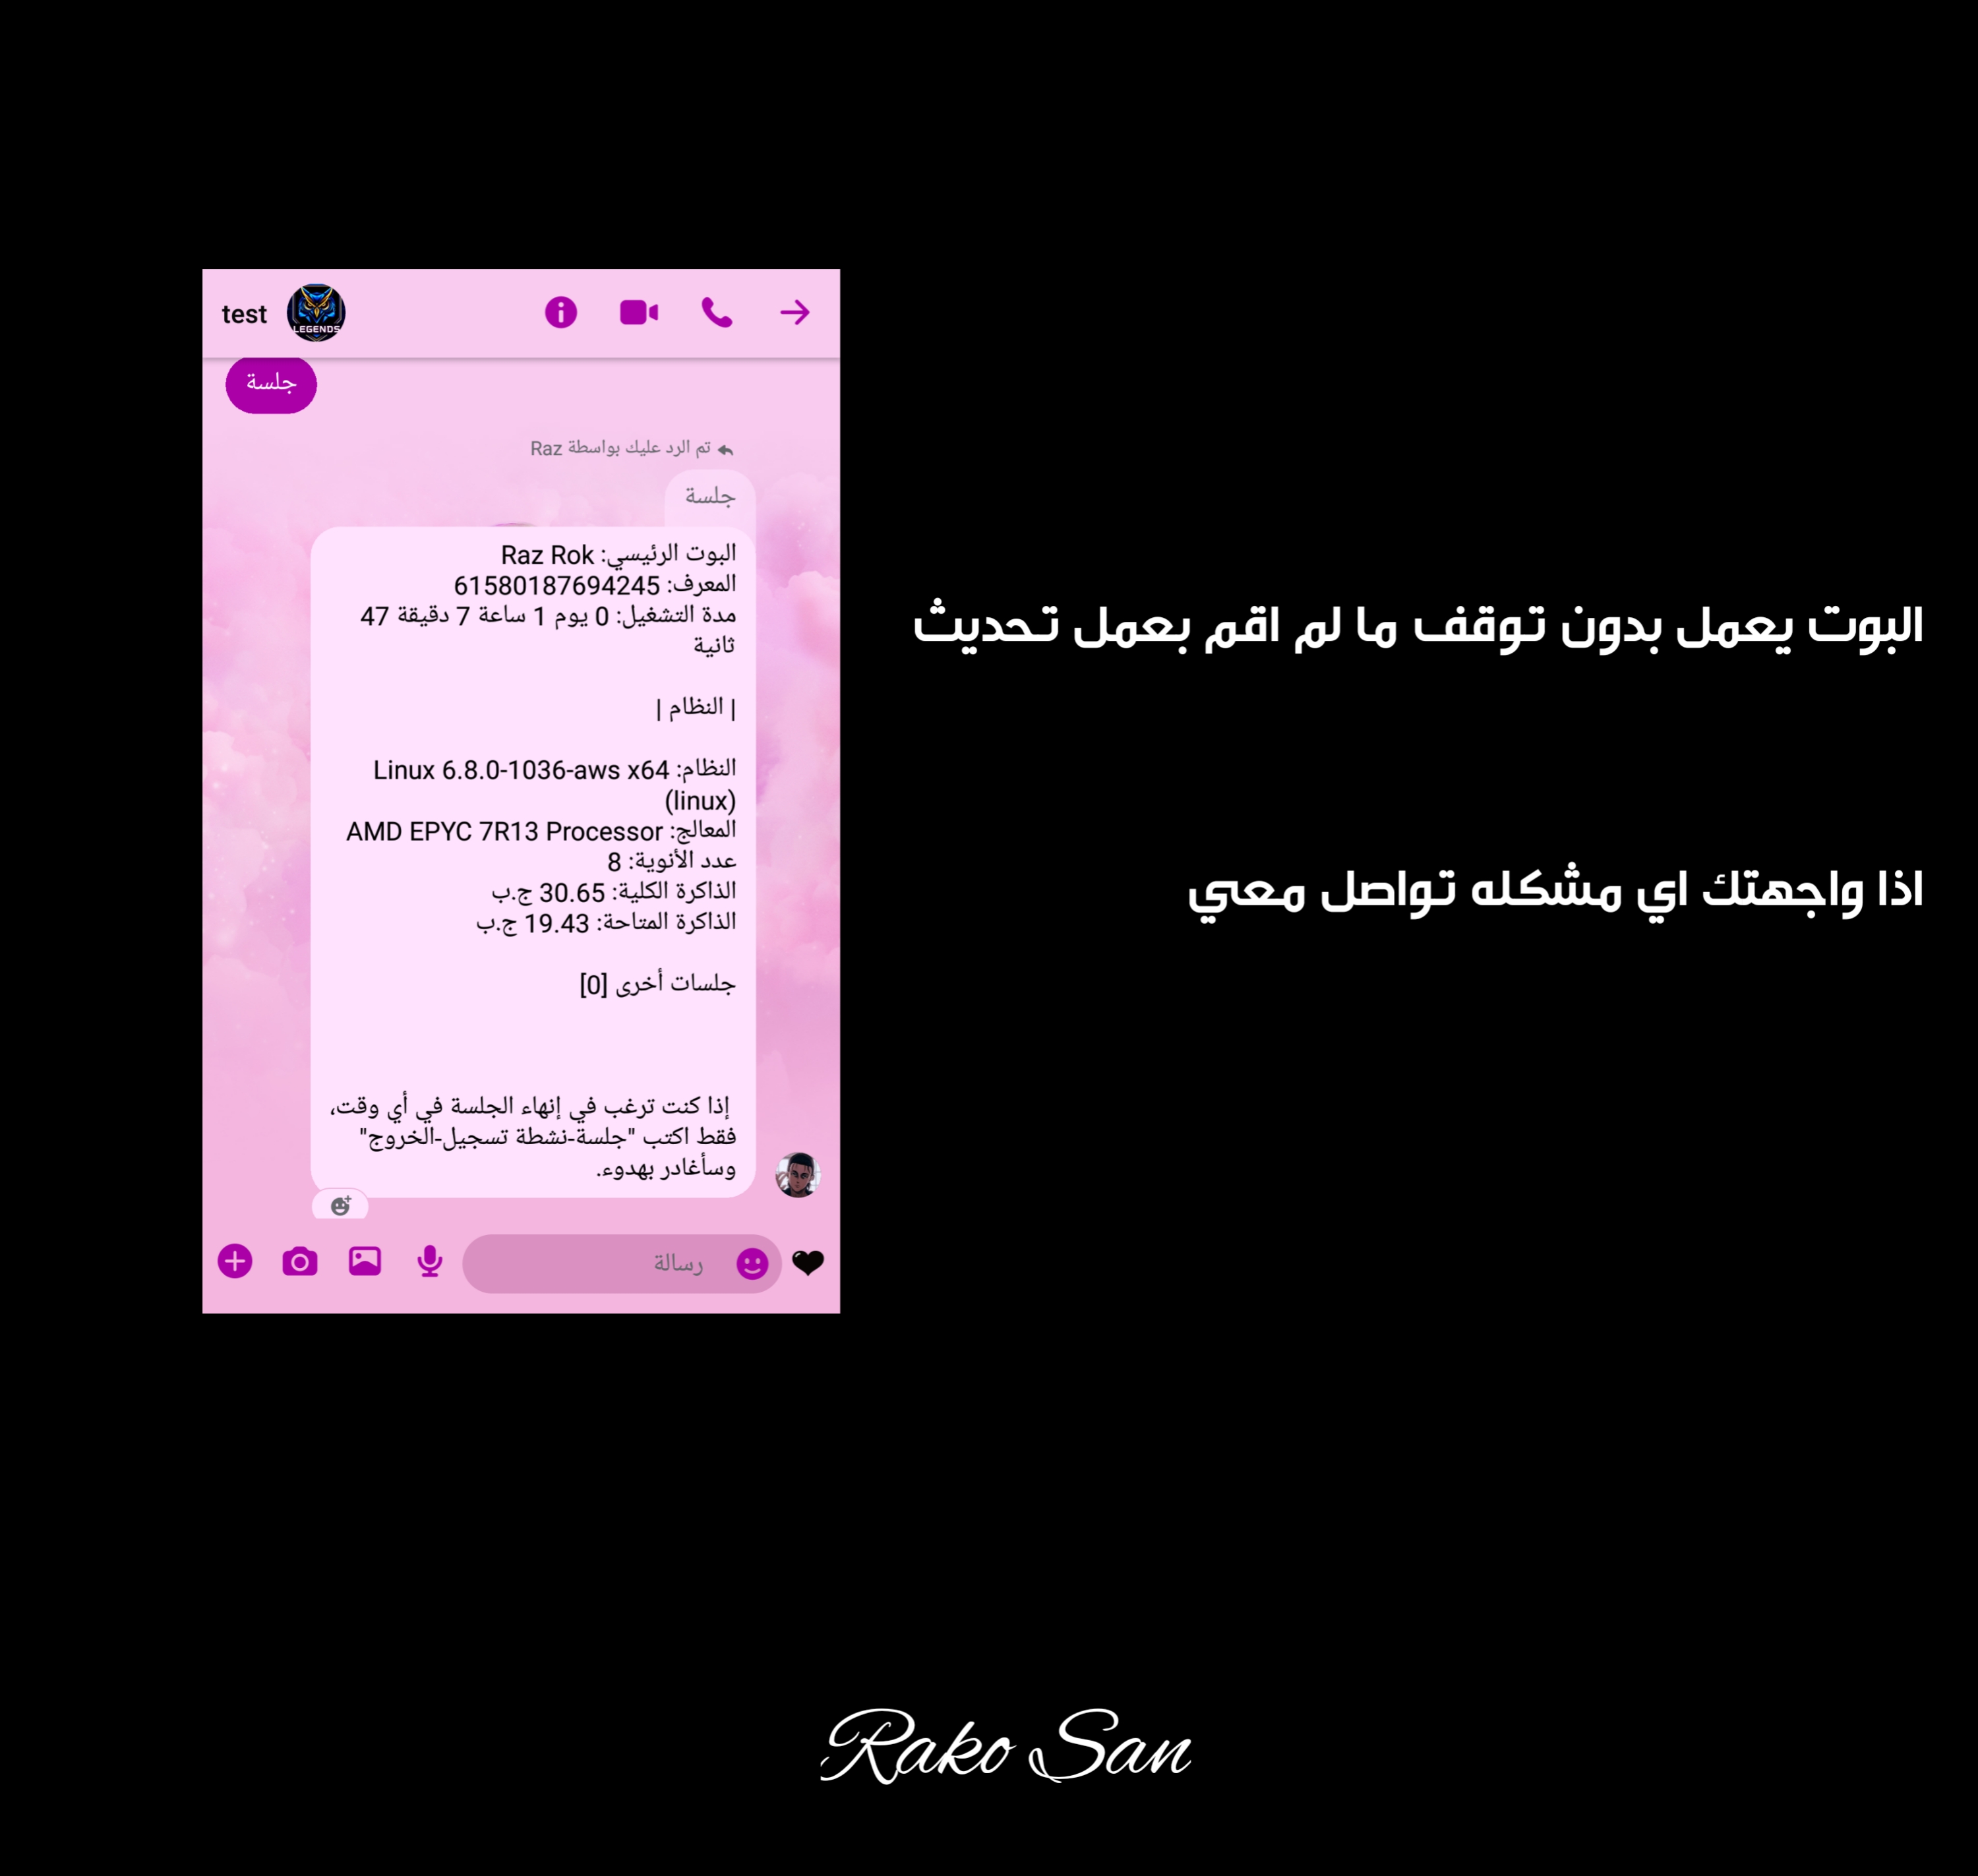 test
LEGENDS
جلسة
تم الرد عليك بواسطة Raz
جلسة
البوت الرئيسي: Raz Rok
المعرف: 61580187694245
مدة التشغيل: 0 يوم 1 ساعة 7 دقيقة 47
ثانية
| النظام |
النظام: Linux 6.8.0-1036-aws x64
(linux)
المعالج: AMD EPYC 7R13 Processor
عدد الأنوية: 8
الذاكرة الكلية: 30.65 ج.ب
الذاكرة المتاحة: 19.43 ج.ب
جلسات أخرى [0]
إذا كنت ترغب في إنهاء الجلسة في أي وقت،
فقط اكتب "جلسة-نشطة تسجيل-الخروج"
وسأغادر بهدوء.
رسالة
البوت يعمل بدون توقف ما لم اقم بعمل تحديث
اذا واجهتك اي مشكله تواصل معي
Rako San